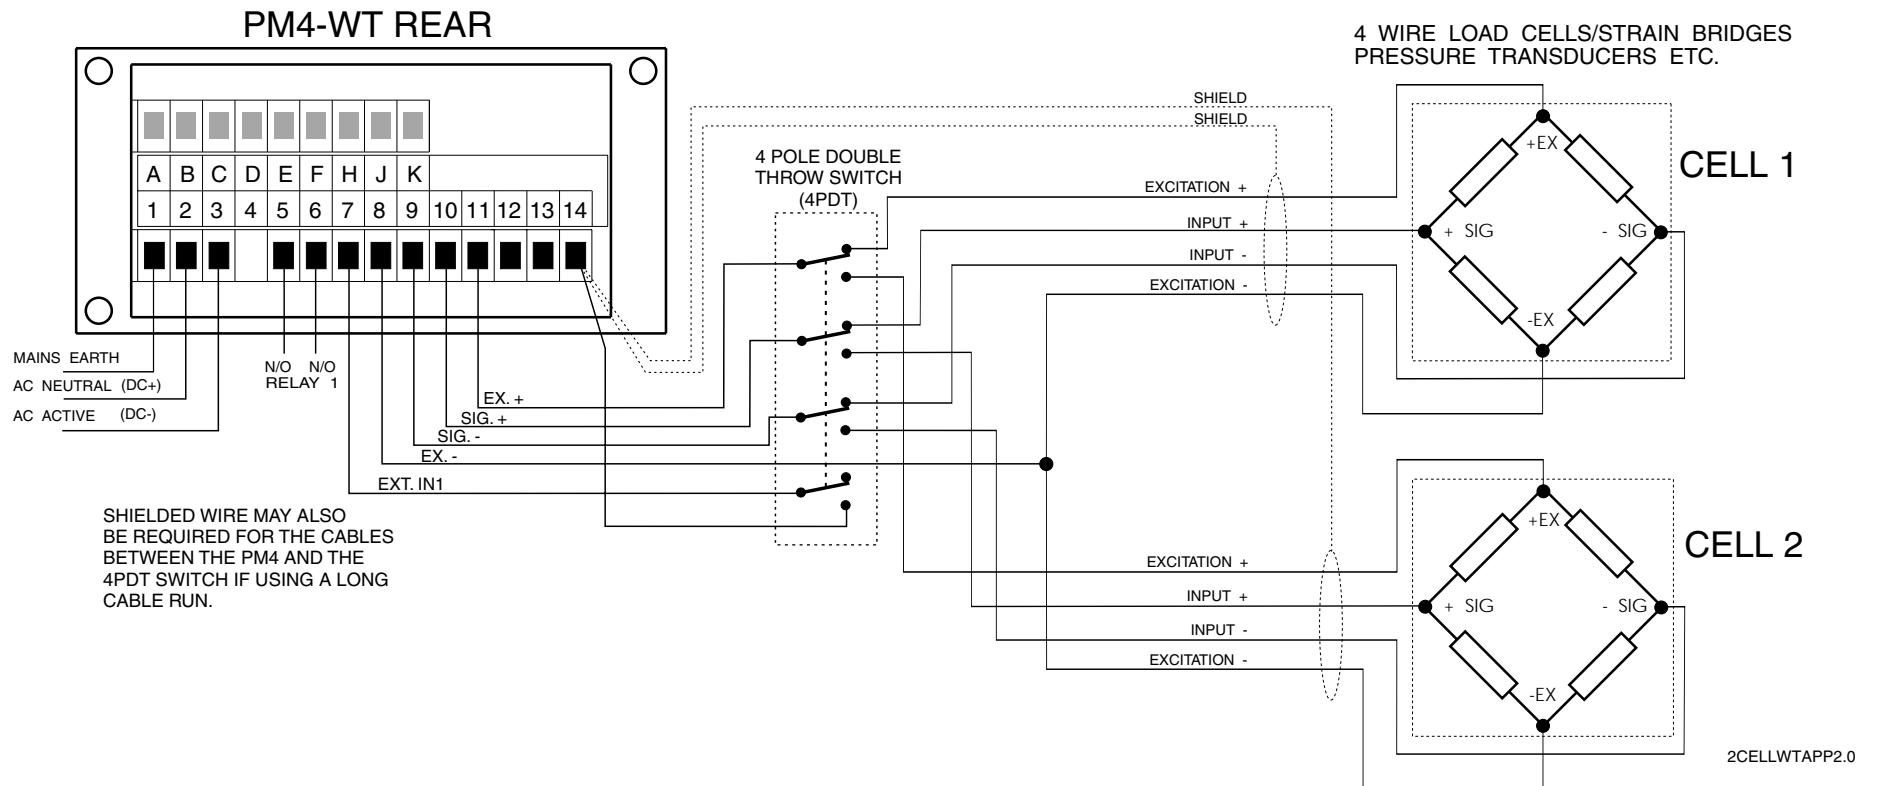 PM4-WT REAR
4 WIRE LOAD CELLS/STRAIN BRIDGES
PRESSURE TRANSDUCERS ETC.
A B C D E F H J K
1 2 3 4 5 6 7 8 9 10 11 12 13 14
MAINS EARTH
AC NEUTRAL (DC+)
AC ACTIVE (DC-)
N/O N/O
RELAY 1
EX. +
SIG. +
SIG. -
EX. -
EXT. IN1
SHIELDED WIRE MAY ALSO
BE REQUIRED FOR THE CABLES
BETWEEN THE PM4 AND THE
4PDT SWITCH IF USING A LONG
CABLE RUN.
4 POLE DOUBLE
THROW SWITCH
(4PDT)
SHIELD
SHIELD
EXCITATION +
INPUT +
INPUT -
EXCITATION -
+EX
+ SIG
- SIG
-EX
CELL 1
EXCITATION +
INPUT +
INPUT -
EXCITATION -
+EX
+ SIG
- SIG
-EX
CELL 2
2CELLWTAPP2.0